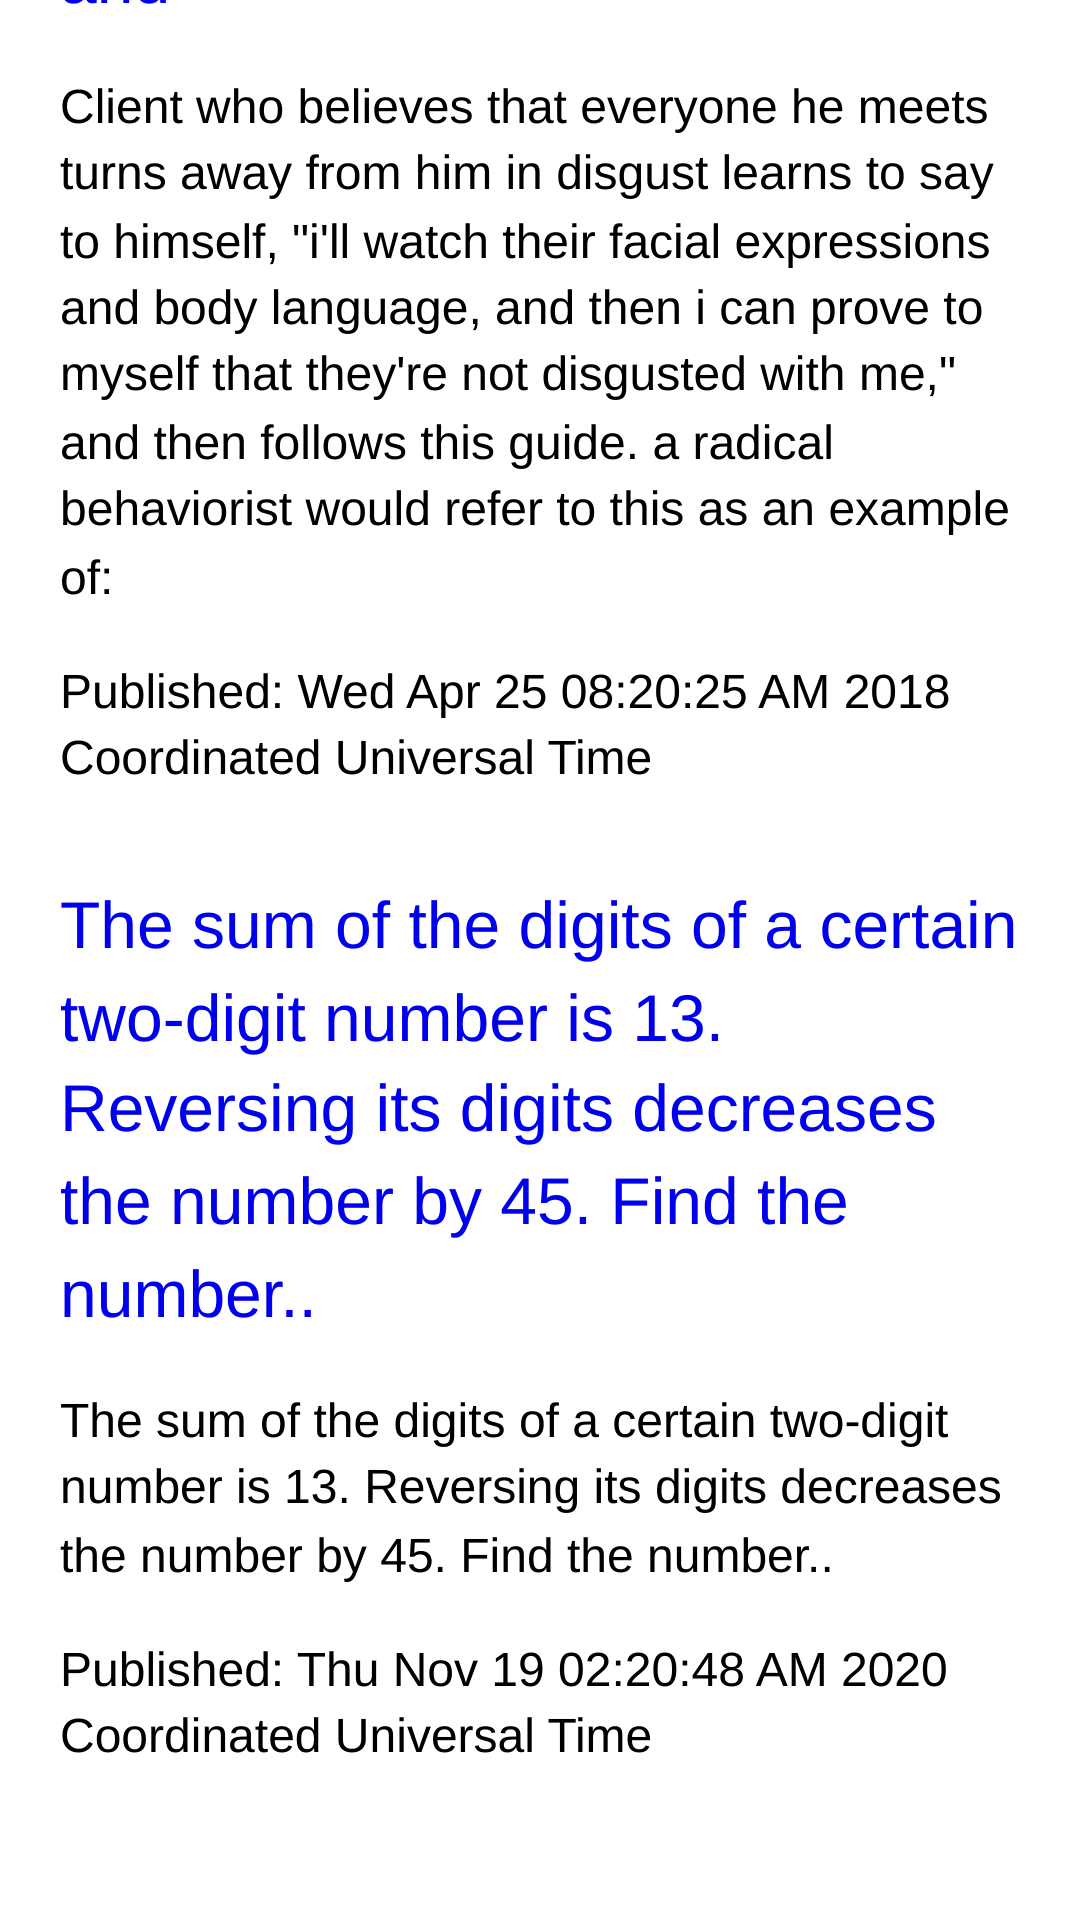 and
Client who believes that everyone he meets
turns away from him in disgust learns to say
to himself, "i'll watch their facial expressions
and body language, and then i can prove to
myself that they're not disgusted with me,"
and then follows this guide. a radical
behaviorist would refer to this as an example
of:
Published: Wed Apr 25 08:20:25 AM 2018
Coordinated Universal Time
The sum of the digits of a certain
two-digit number is 13.
Reversing its digits decreases
the number by 45. Find the
number..
The sum of the digits of a certain two-digit
number is 13. Reversing its digits decreases
the number by 45. Find the number..
Published: Thu Nov 19 02:20:48 AM 2020
Coordinated Universal Time